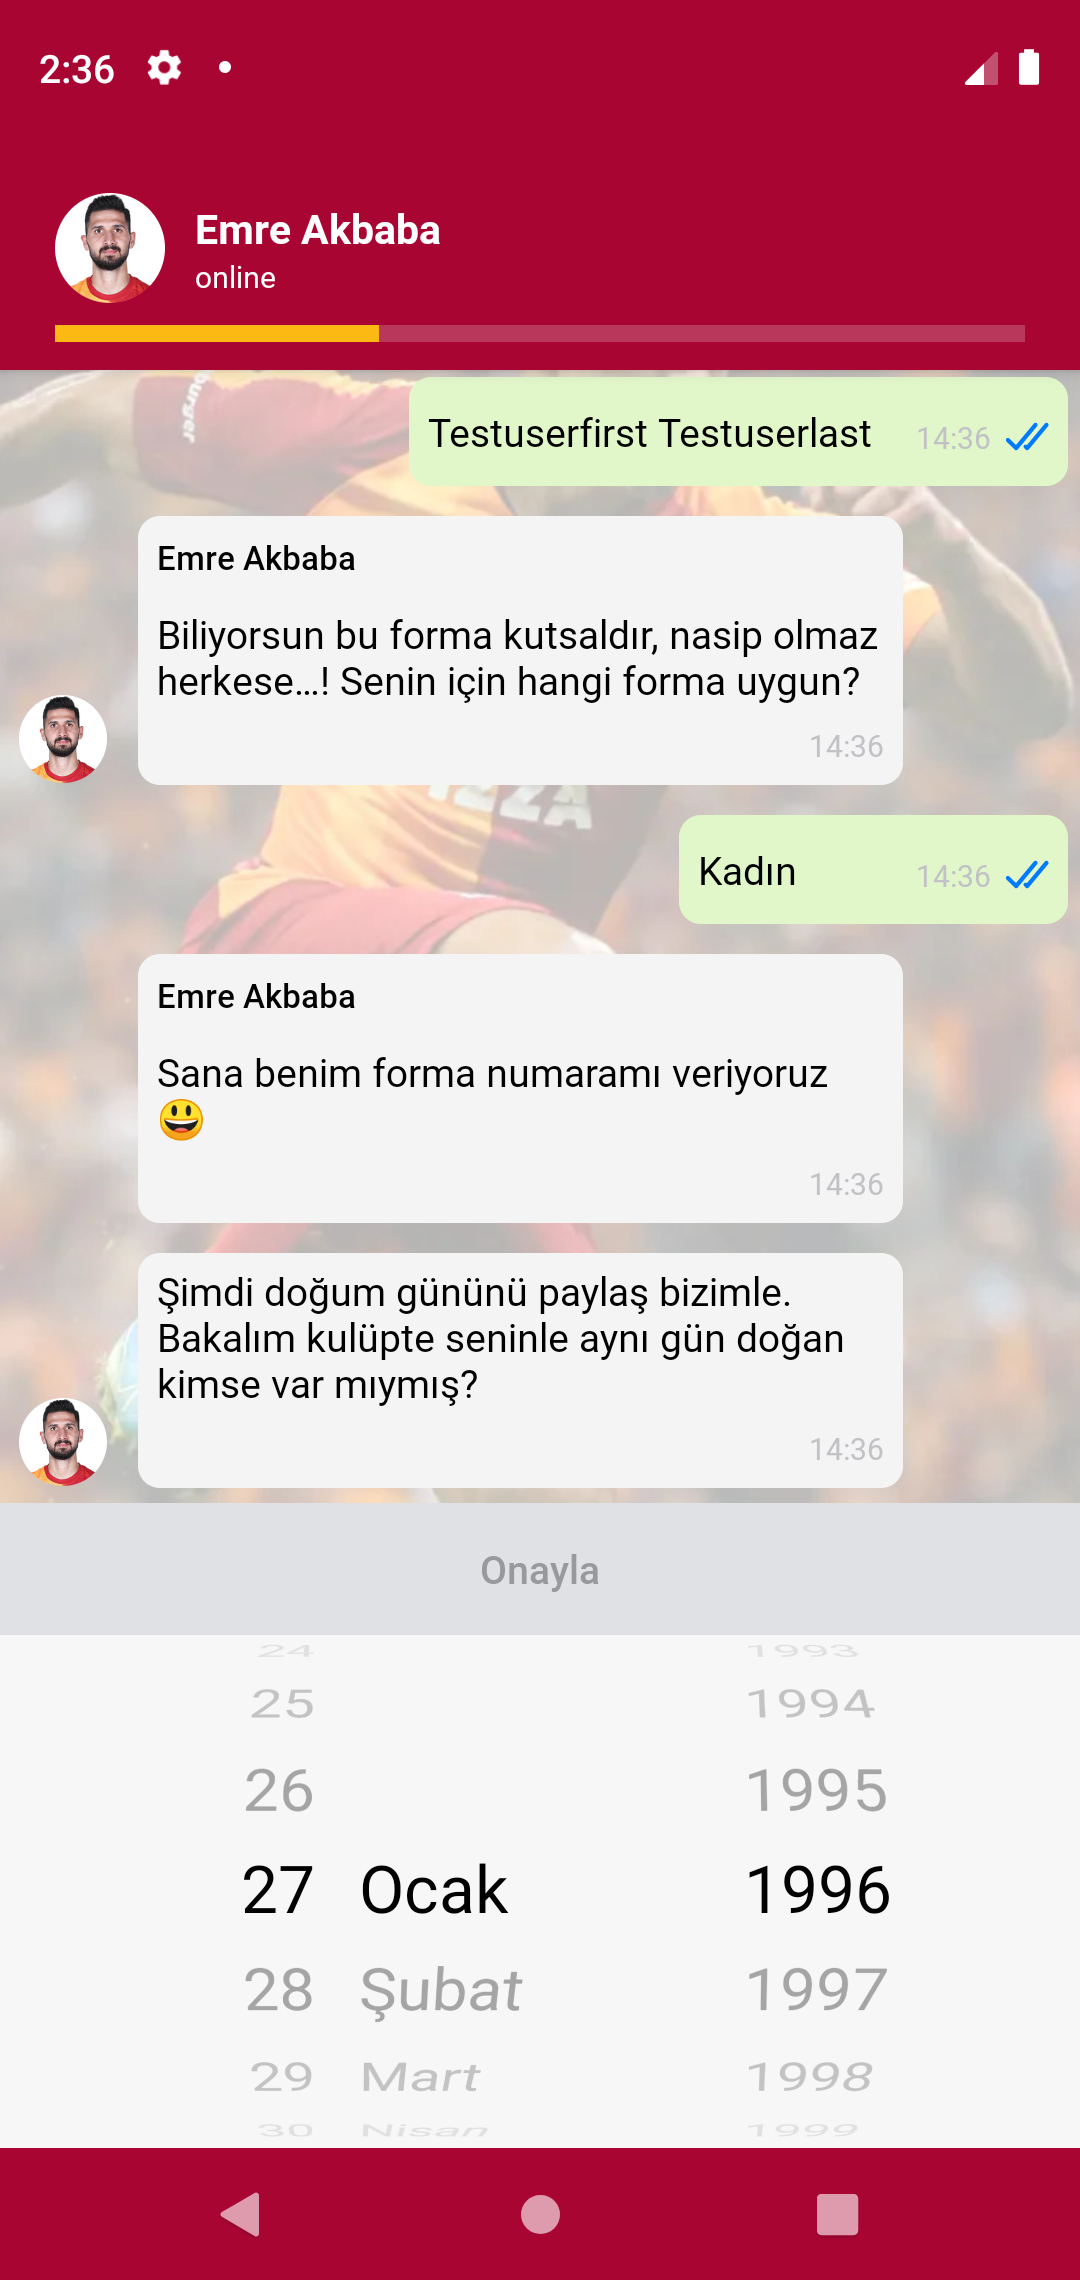 2:36
Emre Akbaba
online
burger
Testuserfirst Testuserlast 14:36
Emre Akbaba
Biliyorsun bu forma kutsaldır, nasip olmaz
herkese...! Senin için hangi forma uygun?
14:36
Kadın 14:36
Emre Akbaba
Sana benim forma numaramı veriyoruz
😃
14:36
Şimdi doğum gününü paylaş bizimle.
Bakalım kulüpte seninle aynı gün doğan
kimse var mıymış?
14:36
Onayla
24 1993
25 1994
26 1995
27 Ocak 1996
28 Şubat 1997
29 Mart 1998
30 Nisan 1999